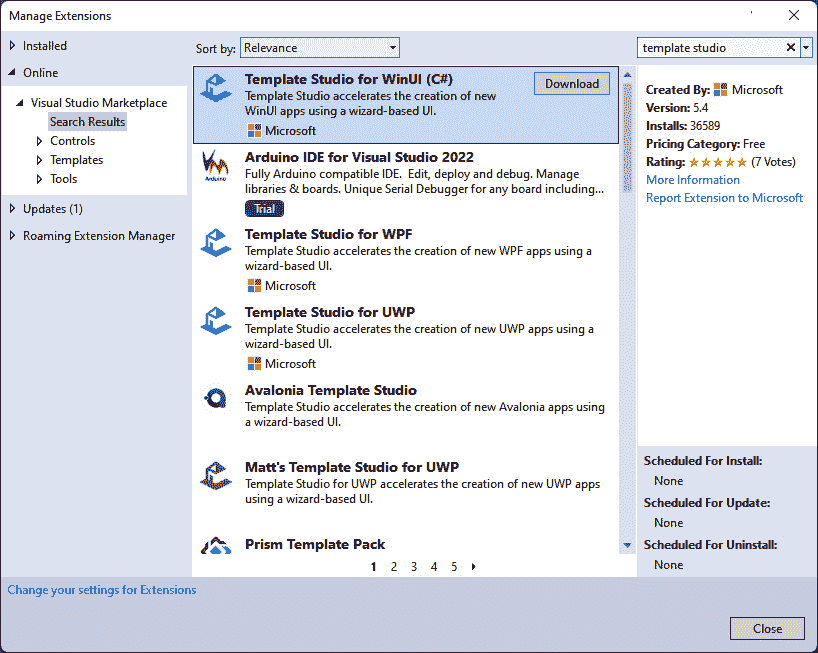 Manage Extensions
Installed
Online
Visual Studio Marketplace
Search Results
Controls
Templates
Tools
Updates (1)
Roaming Extension Manager
Sort by: Relevance
Template Studio for WinUI (C#)
Download
Template Studio accelerates the creation of new
WinUI apps using a wizard-based UI.
Microsoft
Arduino IDE for Visual Studio 2022
Fully Arduino compatible IDE. Edit, deploy and debug. Manage
libraries & boards. Unique Serial Debugger for any board including...
Arduino
Trial
Template Studio for WPF
Template Studio accelerates the creation of new WPF apps using a
wizard-based UI.
Microsoft
Template Studio for UWP
Template Studio accelerates the creation of new UWP apps using a
wizard-based UI.
Microsoft
Avalonia Template Studio
Template Studio accelerates the creation of new Avalonia apps using
a wizard-based UI.
Matt's Template Studio for UWP
Template Studio for UWP accelerates the creation of new UWP apps
using a wizard-based UI.
Prism Template Pack
1 2 3 4 5
template studio
Created By: Microsoft
Version: 5.4
Installs: 36589
Pricing Category: Free
Rating: (7 Votes)
More Information
Report Extension to Microsoft
Scheduled For Install:
None
Scheduled For Update:
None
Scheduled For Uninstall:
None
Change your settings for Extensions
Close